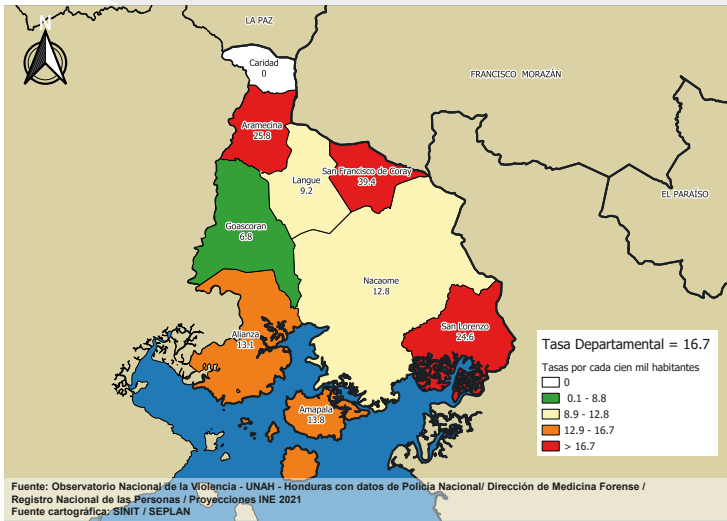 N
LA PAZ
FRANCISCO MORAZÁN
EL PARAÍSO
Caridad
0
Aramecina
25.8
San Francisco de Coray
39.4
Langue
9.2
Goascoran
6.8
Nacaome
12.8
Alianza
13.1
San Lorenzo
24.6
Amapala
13.8
Tasa Departamental = 16.7
Tasas por cada cien mil habitantes
0
0.1 - 8.8
8.9 - 12.8
12.9 - 16.7
> 16.7
Fuente: Observatorio Nacional de la Violencia - UNAH - Honduras con datos de Policía Nacional/ Dirección de Medicina Forense /
Registro Nacional de las Personas / Proyecciones INE 2021
Fuente cartográfica: SINIT / SEPLAN